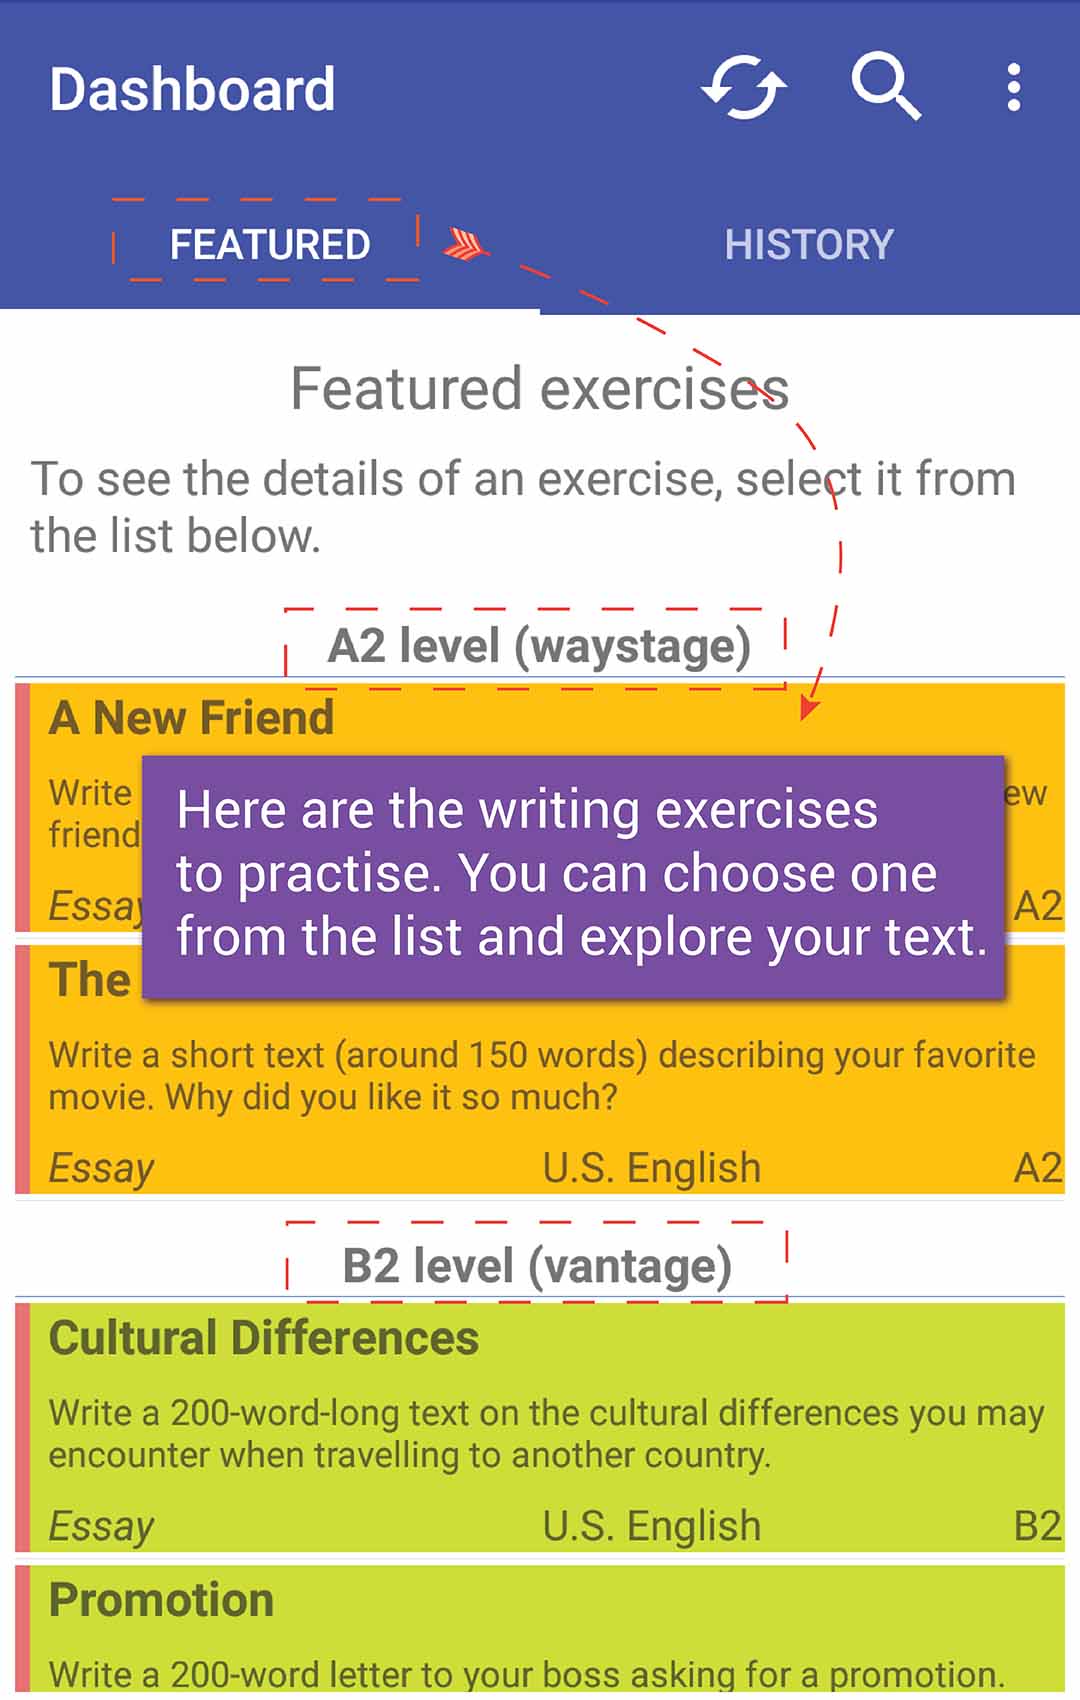 Dashboard
FEATURED HISTORY
Featured exercises
To see the details of an exercise, select it from
the list below.
A2 level (waystage)
A New Friend
Write
friend
Here are the writing exercises
to practise. You can choose one
from the list and explore your text.
Essay A2
The
Write a short text (around 150 words) describing your favorite
movie. Why did you like it so much?
Essay U.S. English A2
B2 level (vantage)
Cultural Differences
Write a 200-word-long text on the cultural differences you may
encounter when travelling to another country.
Essay U.S. English B2
Promotion
Write a 200-word letter to your boss asking for a promotion.